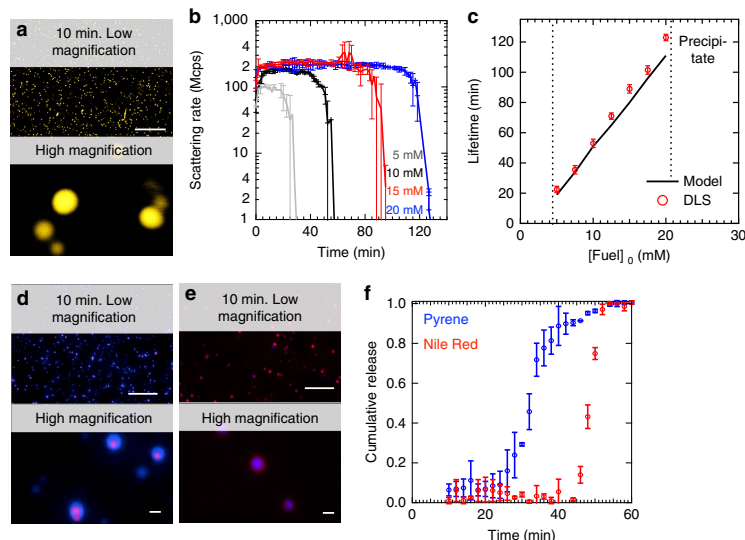 a
10 min. Low
magnification
High magnification
b
Scattering rate (Mcps)
1,000
4
2
100
4
2
10
4
2
1
0
40
80
120
Time (min)
5 mM
10 mM
15 mM
20 mM
c
Lifetime (min)
140
120
100
80
60
40
20
0
0
10
20
30
[Fuel] 0 (mM)
Precipi-
tate
Model
DLS
d
10 min. Low
magnification
High magnification
e
10 min. Low
magnification
High magnification
f
Cumulative release
1.0
0.8
0.6
0.4
0.2
0.0
0
20
40
60
Time (min)
Pyrene
Nile Red